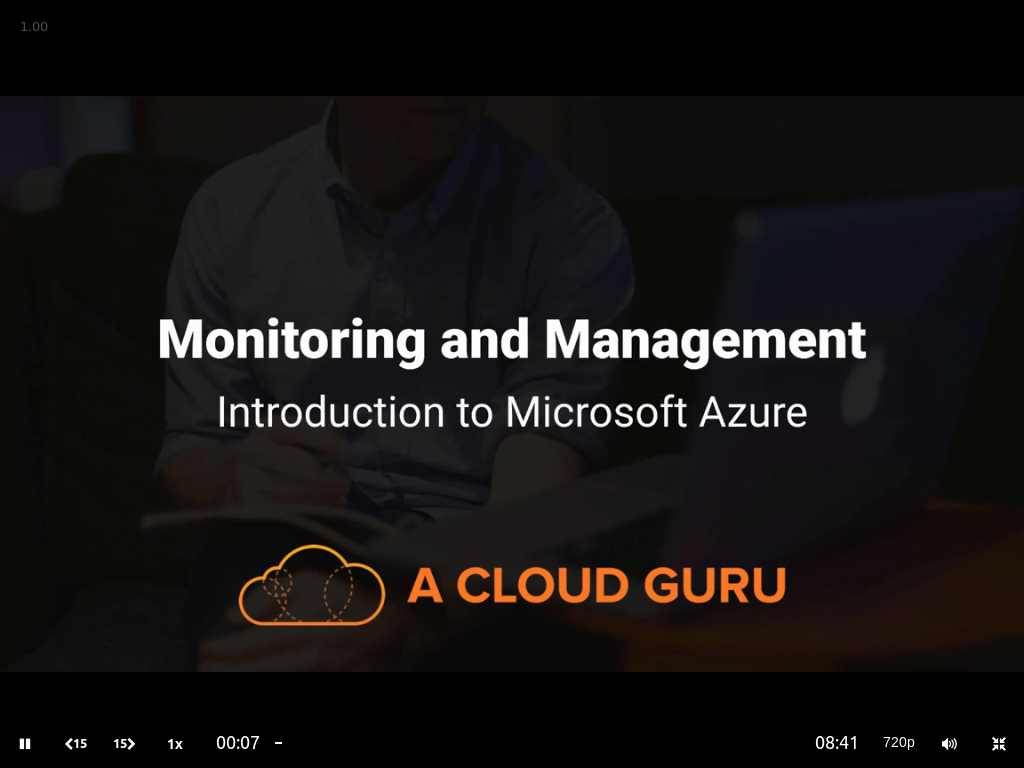 1.00
Monitoring and Management
Introduction to Microsoft Azure
A CLOUD GURU
15 15 1x 00:07 08:41 720p